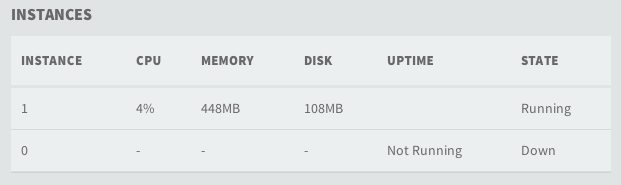 INSTANCES
INSTANCE CPU MEMORY DISK UPTIME STATE
1 4% 448MB 108MB Running
0 - - - Not Running Down